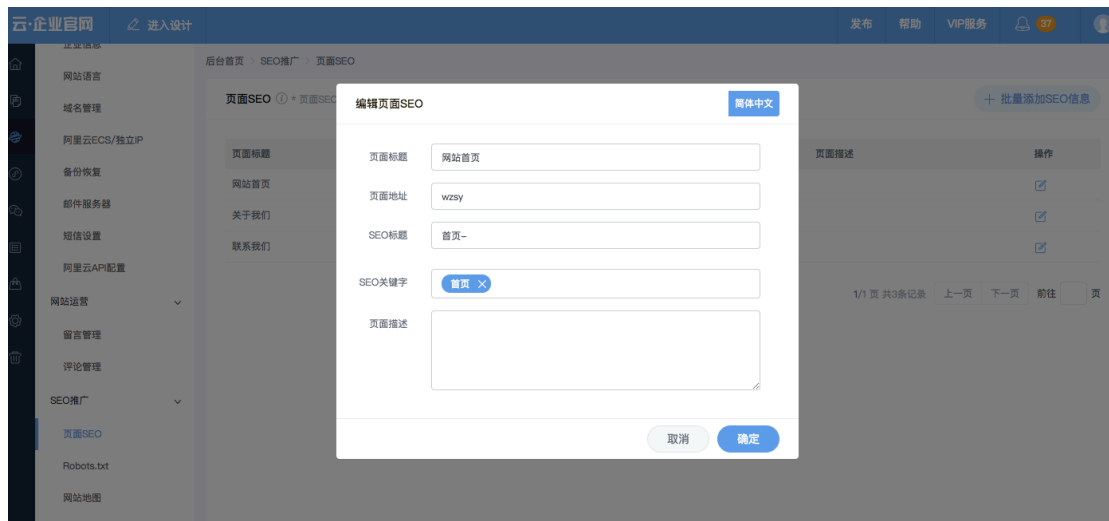 云·企业官网 进入设计 发布 帮助 VIP服务 37
企业信息
网站语言
域名管理
阿里云ECS/独立IP
备份恢复
邮件服务器
短信设置
阿里云API配置
网站运营
留言管理
评论管理
SEO推广
页面SEO
Robots.txt
网站地图
后台首页 > SEO推广 > 页面SEO
页面SEO * 页面SEO
+ 批量添加SEO信息
页面标题 页面描述 操作
网站首页
关于我们
联系我们
1/1 页 共3条记录 上一页 下一页 前往 页
编辑页面SEO 简体中文
页面标题 网站首页
页面地址 wzsy
SEO标题 首页–
SEO关键字 首页 ×
页面描述
取消 确定